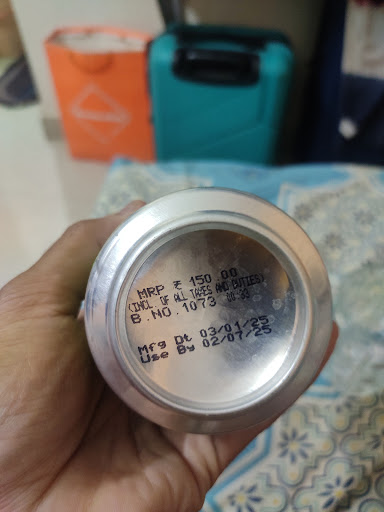 MRP ₹ 150.00
(INCL. OF ALL TAXES AND DUTIES)
B.NO.1073
Mfg Dt 03/01/25
Use By 02/07/25